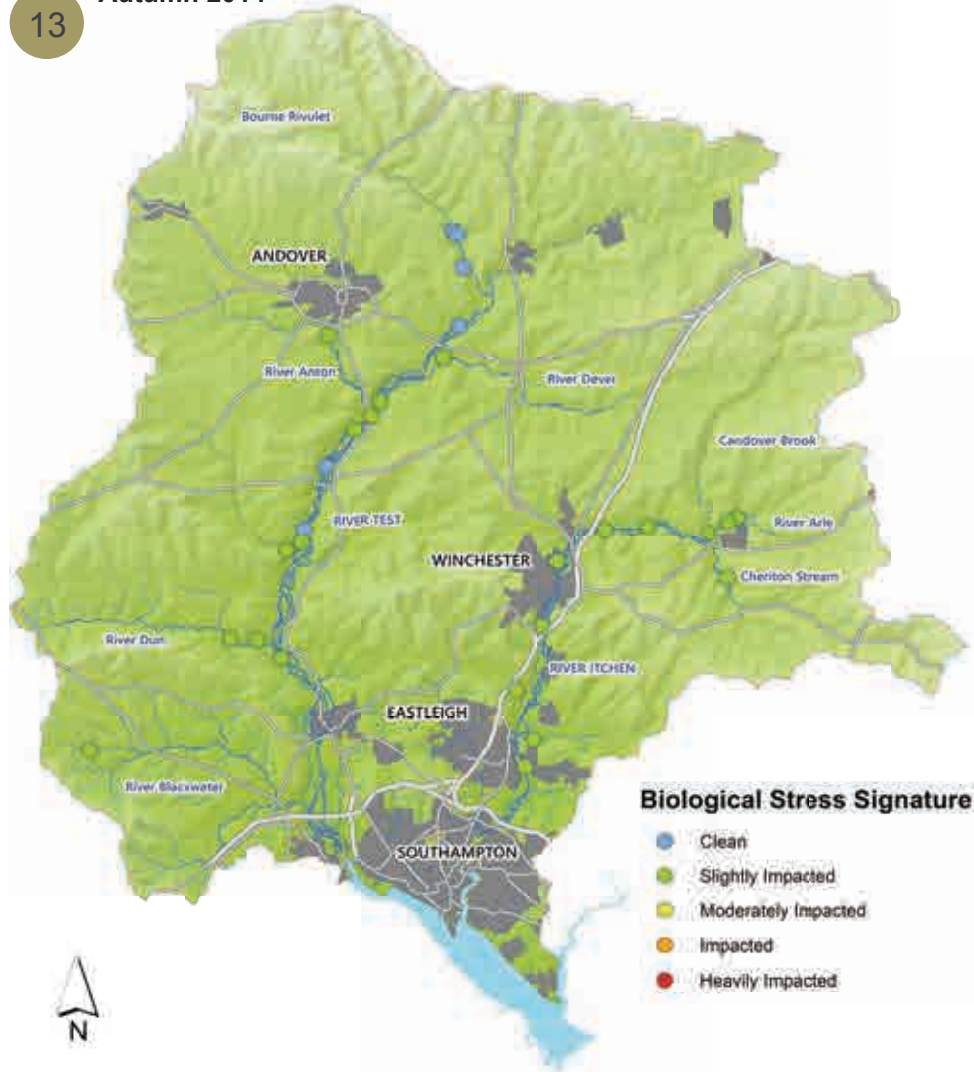 13
Bourne Rivulet
ANDOVER
River Anton
River Dever
Candover Brook
RIVER TEST
River Arle
WINCHESTER
Cheriton Stream
River Dun
RIVER ITCHEN
EASTLEIGH
River Blackwater
SOUTHAMPTON
Biological Stress Signature
Clean
Slightly Impacted
Moderately Impacted
Impacted
Heavily Impacted
N